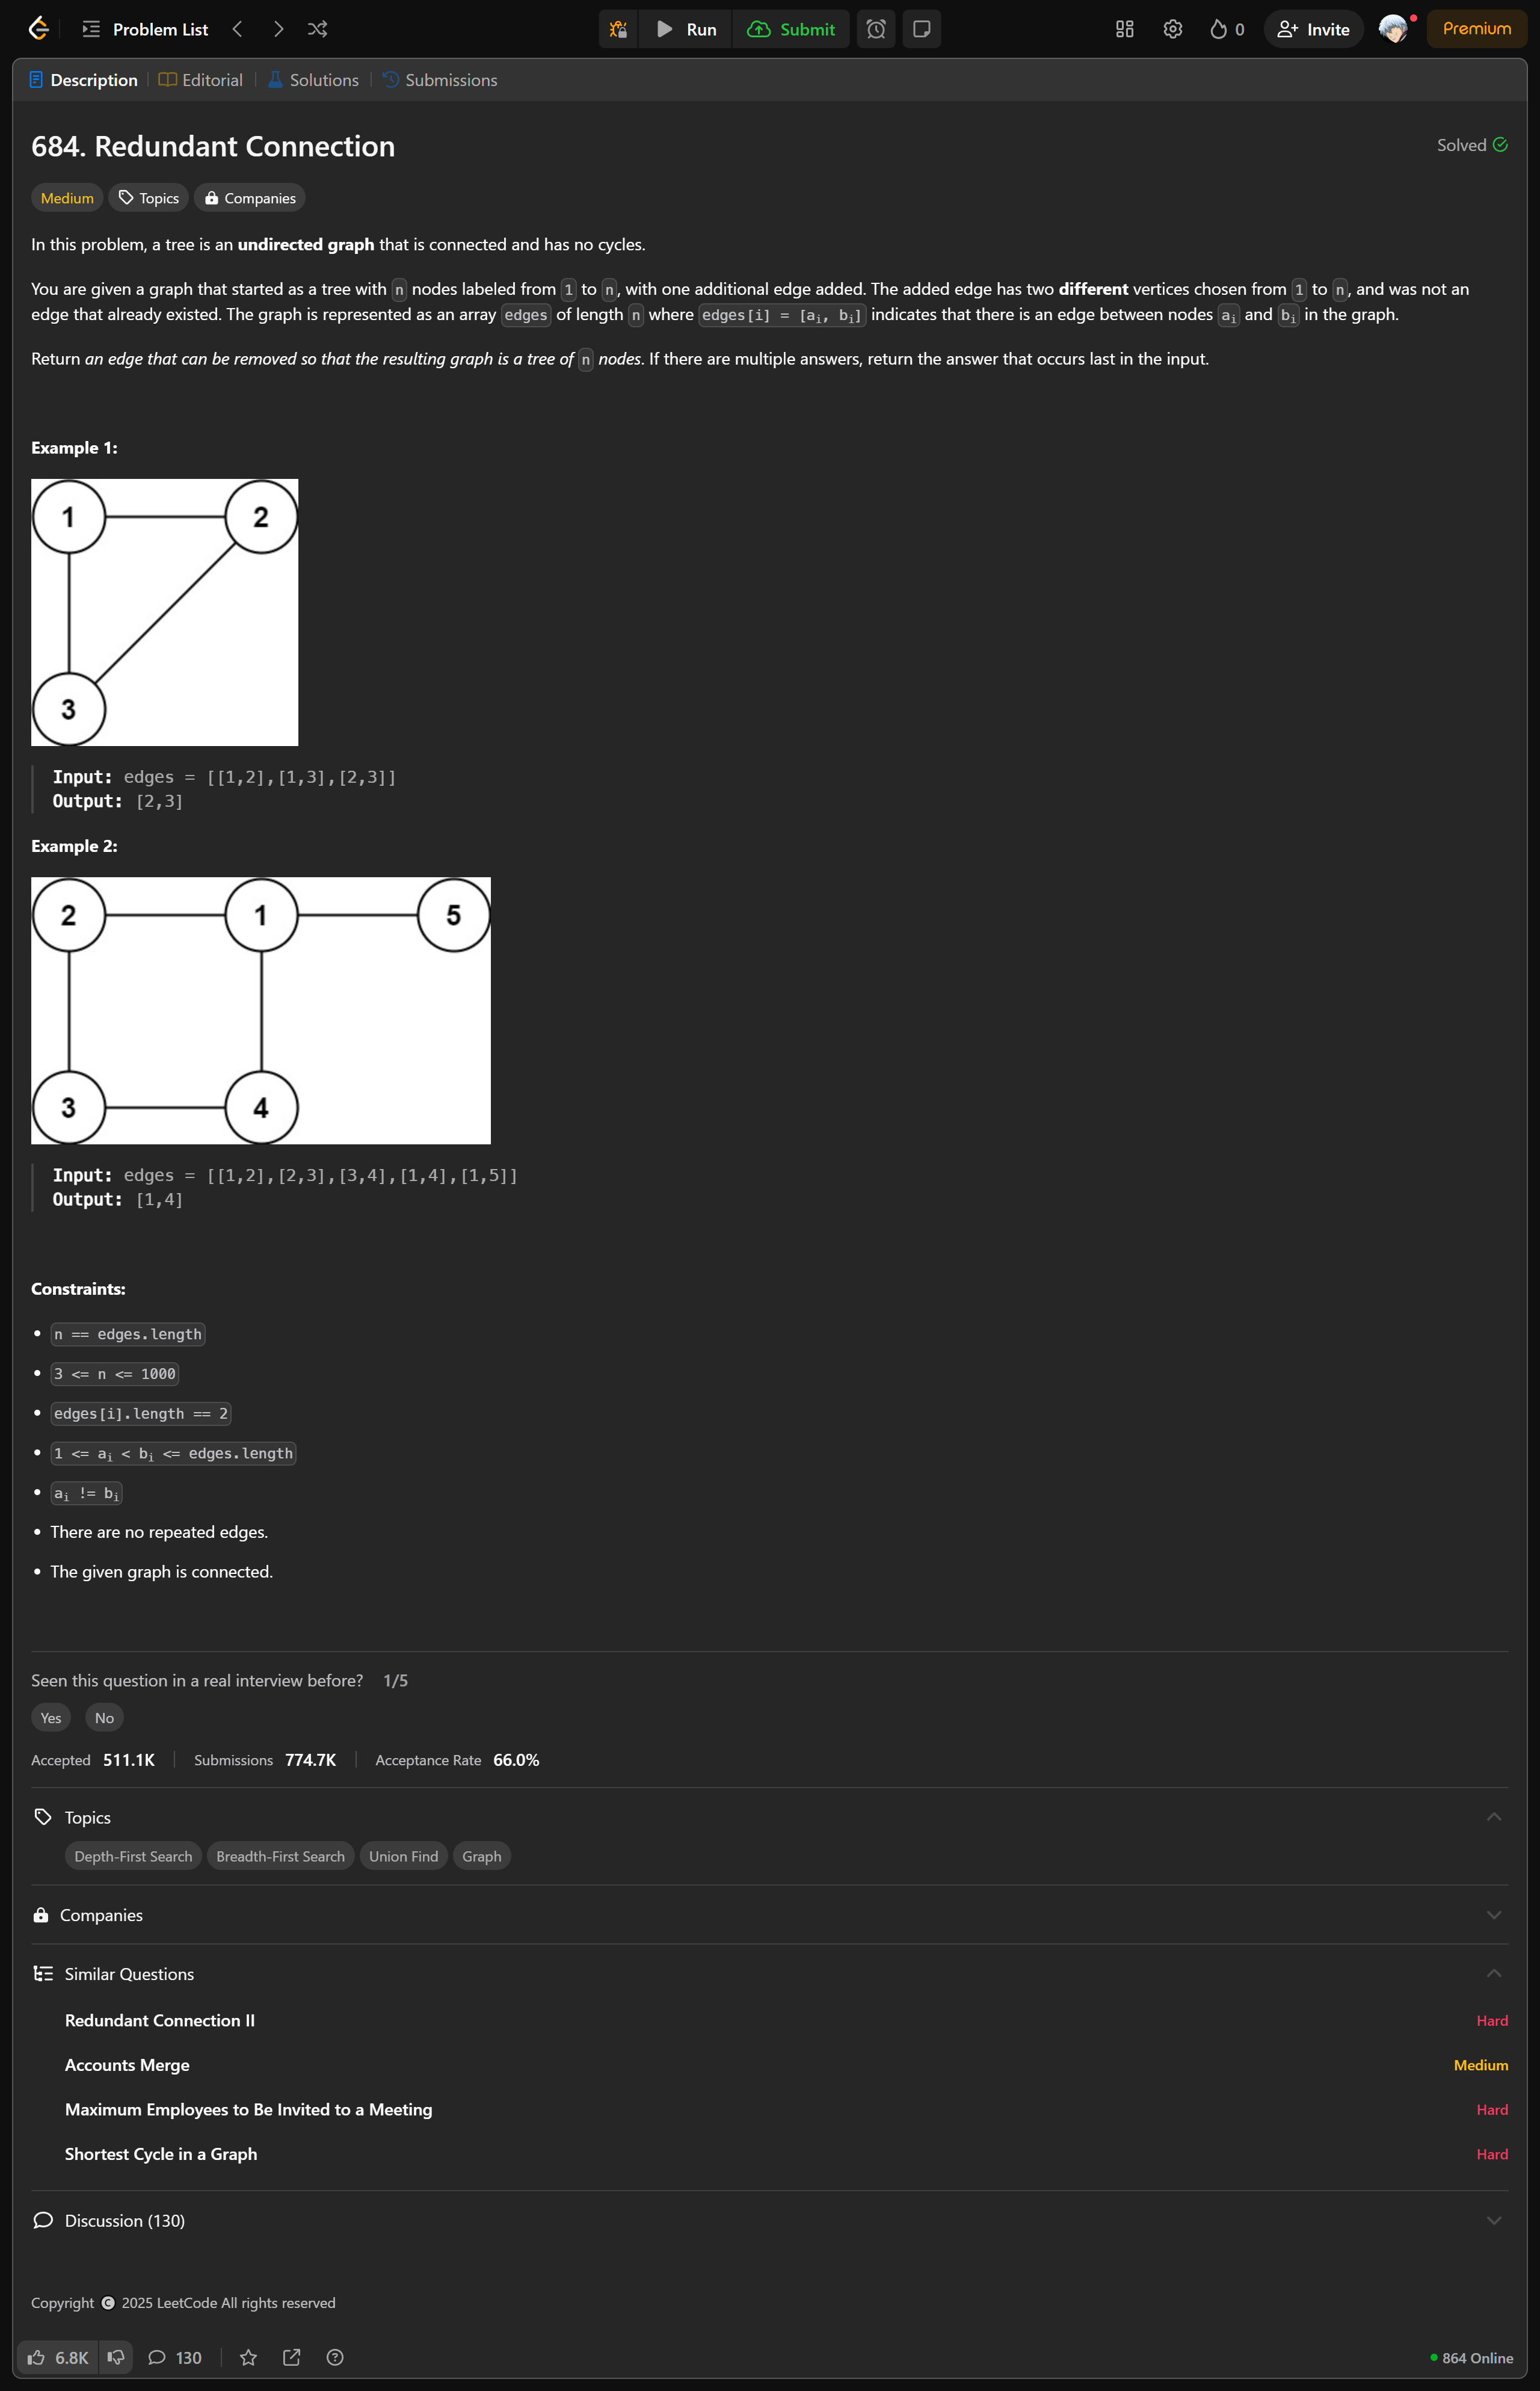 Problem List
Run
Submit
0
Invite
Premium
Description
Editorial
Solutions
Submissions
684. Redundant Connection
Solved
Medium
Topics
Companies
In this problem, a tree is an undirected graph that is connected and has no cycles.
You are given a graph that started as a tree with n nodes labeled from 1 to n, with one additional edge added. The added edge has two different vertices chosen from 1 to n, and was not an
edge that already existed. The graph is represented as an array edges of length n where edges[i] = [ai, bi] indicates that there is an edge between nodes ai and bi in the graph.
Return an edge that can be removed so that the resulting graph is a tree of n nodes. If there are multiple answers, return the answer that occurs last in the input.
Example 1:
1 2
3
Input: edges = [[1,2],[1,3],[2,3]]
Output: [2,3]
Example 2:
2 1 5
3 4
Input: edges = [[1,2],[2,3],[3,4],[1,4],[1,5]]
Output: [1,4]
Constraints:
n == edges.length
3 <= n <= 1000
edges[i].length == 2
1 <= ai < bi <= edges.length
ai != bi
There are no repeated edges.
The given graph is connected.
Seen this question in a real interview before? 1/5
Yes No
Accepted 511.1K Submissions 774.7K Acceptance Rate 66.0%
Topics
Depth-First Search Breadth-First Search Union Find Graph
Companies
Similar Questions
Redundant Connection II Hard
Accounts Merge Medium
Maximum Employees to Be Invited to a Meeting Hard
Shortest Cycle in a Graph Hard
Discussion (130)
Copyright © 2025 LeetCode All rights reserved
6.8K 130 864 Online